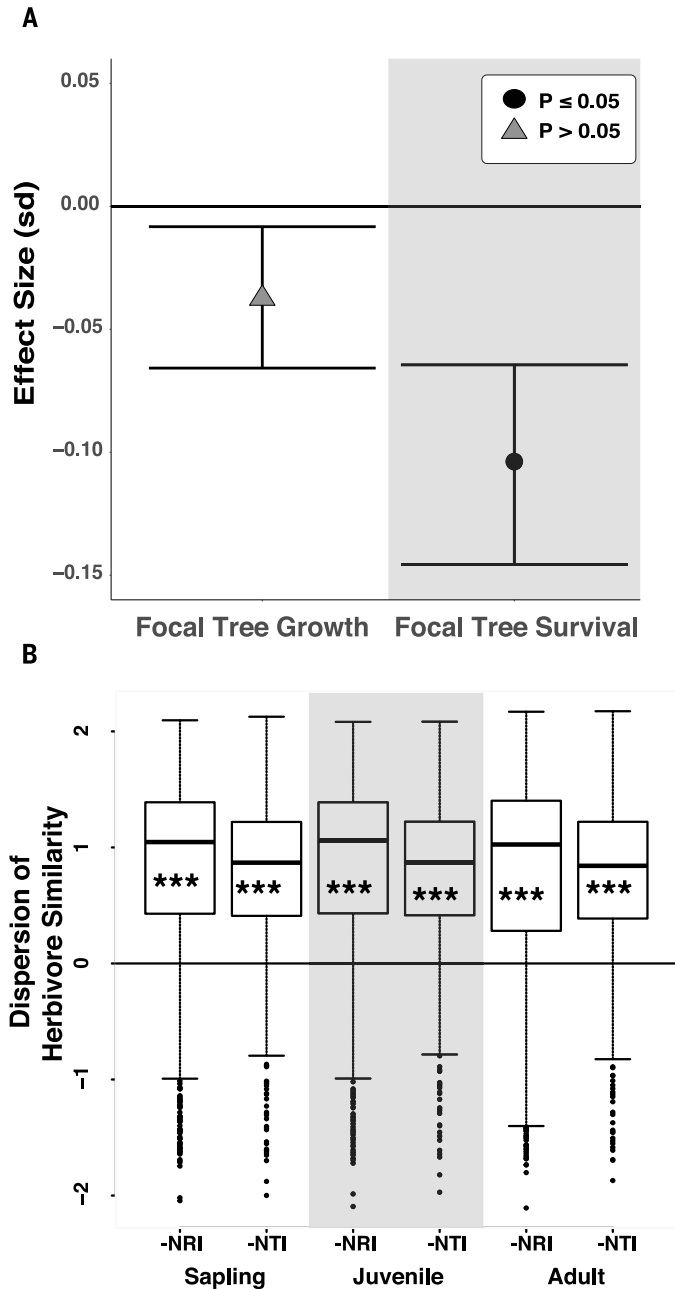 A
0.05
0.00
−0.05
−0.10
−0.15
Effect Size (sd)
P ≤ 0.05
P > 0.05
Focal Tree Growth
Focal Tree Survival
B
2
1
0
−1
−2
Dispersion of
Herbivore Similarity
*** *** *** *** *** ***
-NRI -NTI -NRI -NTI -NRI -NTI
Sapling Juvenile Adult